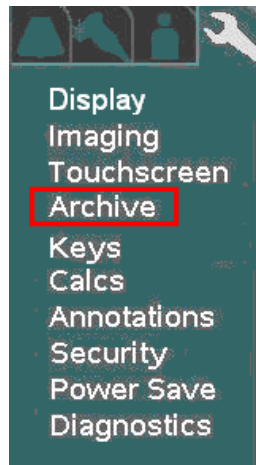 Display
Imaging
Touchscreen
Archive
Keys
Calcs
Annotations
Security
Power Save
Diagnostics